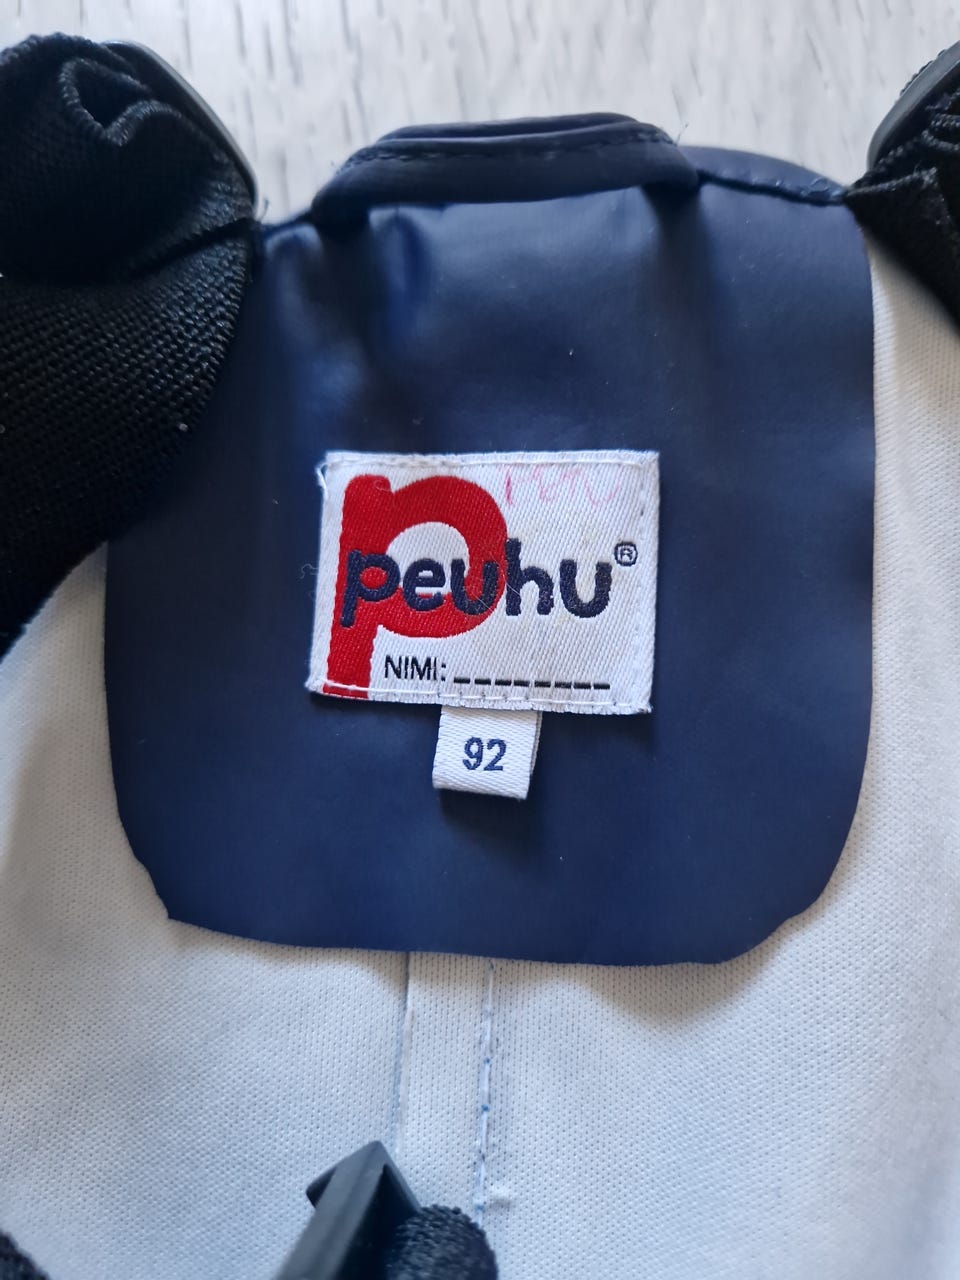 peuhu®
NIMI: _ _ _ _ _ _ _ _
92